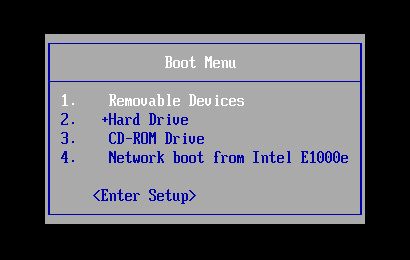 Boot Menu
1. Removable Devices
2. +Hard Drive
3. CD-ROM Drive
4. Network boot from Intel E1000e
<Enter Setup>